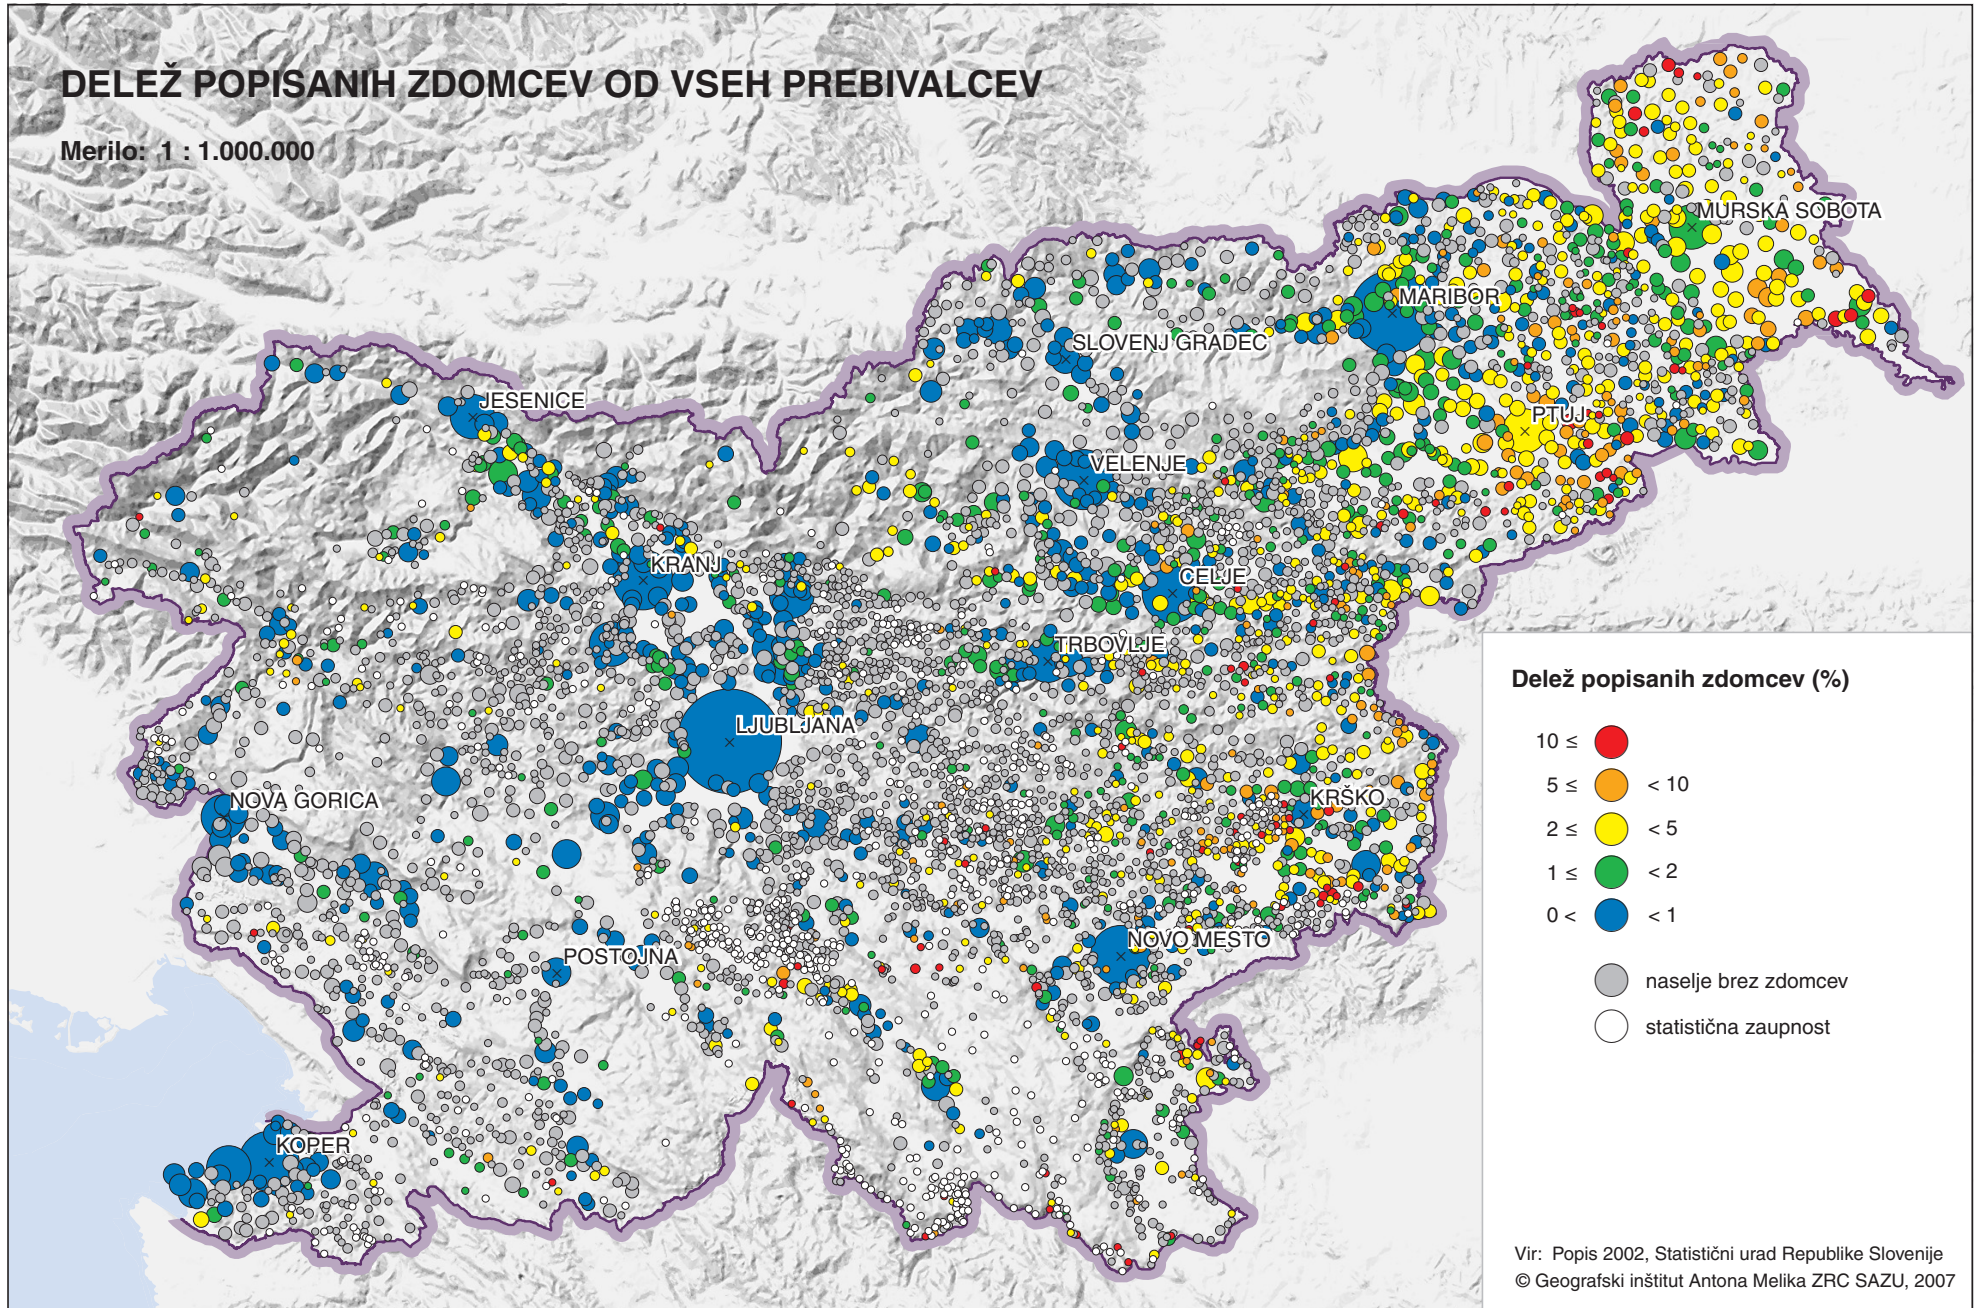 DELEŽ POPISANIH ZDOMCEV OD VSEH PREBIVALCEV
Merilo: 1 : 1.000.000
MURSKA SOBOTA
MARIBOR
SLOVENJ GRADEC
JESENICE
PTUJ
VELENJE
KRANJ
CELJE
TRBOVLJE
LJUBLJANA
NOVA GORICA
KRŠKO
NOVO MESTO
POSTOJNA
KOPER
Delež popisanih zdomcev (%)
10 ≤
5 ≤ < 10
2 ≤ < 5
1 ≤ < 2
0 < < 1
naselje brez zdomcev
statistična zaupnost
Vir: Popis 2002, Statistični urad Republike Slovenije
© Geografski inštitut Antona Melika ZRC SAZU, 2007